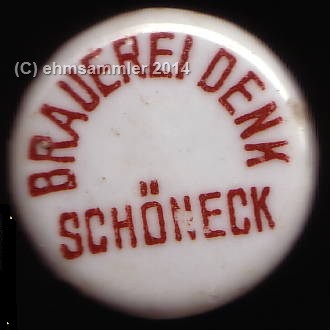 BRAUEREI DENK
SCHÖNECK
(C) ehmsammler 2014